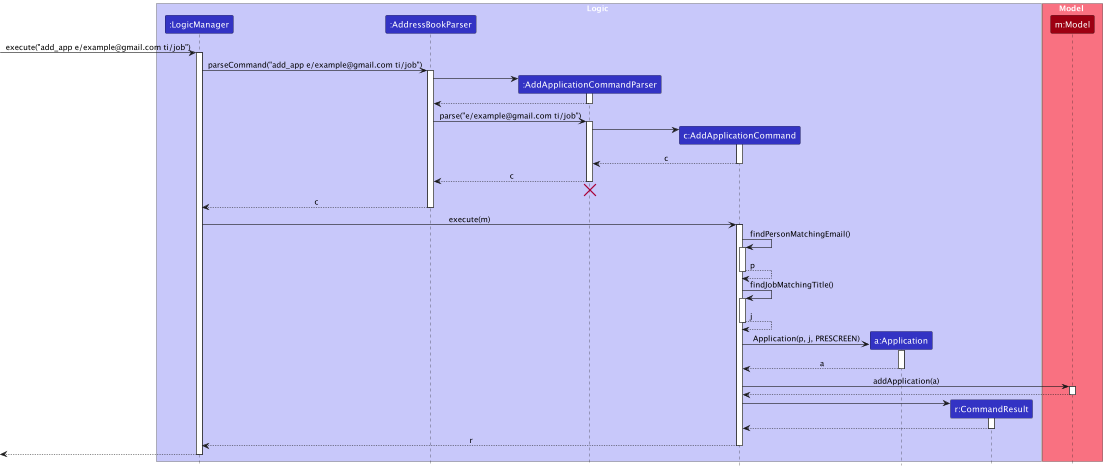 Logic
Model
:LogicManager
:AddressBookParser
m:Model
execute("add_app e/example@gmail.com ti/job")
parseCommand("add_app e/example@gmail.com ti/job")
:AddApplicationCommandParser
parse("e/example@gmail.com ti/job")
c:AddApplicationCommand
c
c
c
execute(m)
findPersonMatchingEmail()
p
findJobMatchingTitle()
j
Application(p, j, PRESCREEN)
a:Application
a
addApplication(a)
r:CommandResult
r